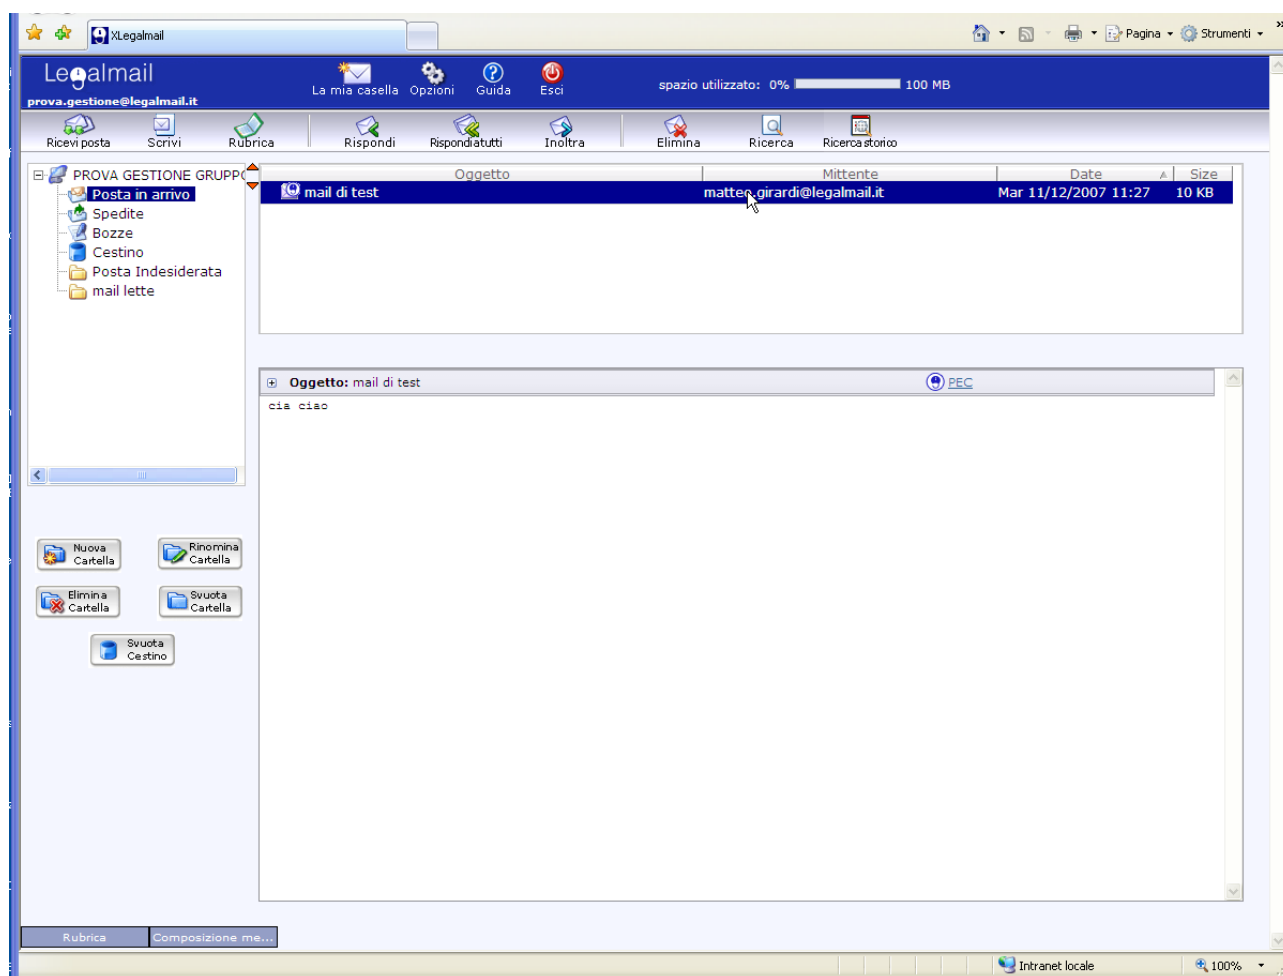 XLegalmail Pagina Strumenti
Legalmail
prova.gestione@legalmail.it
La mia casella Opzioni Guida Esci
spazio utilizzato: 0% 100 MB
Ricevi posta Scrivi Rubrica Rispondi Rispondi a tutti Inoltra Elimina Ricerca Ricerca storico
PROVA GESTIONE GRUPPO
Posta in arrivo
Spedite
Bozze
Cestino
Posta Indesiderata
mail lette
Oggetto Mittente Date Size
mail di test matteo.girardi@legalmail.it Mar 11/12/2007 11:27 10 KB
Oggetto: mail di test PEC
cia ciao
Nuova Cartella
Rinomina Cartella
Elimina Cartella
Svuota Cartella
Svuota Cestino
Rubrica Composizione me...
Intranet locale 100%